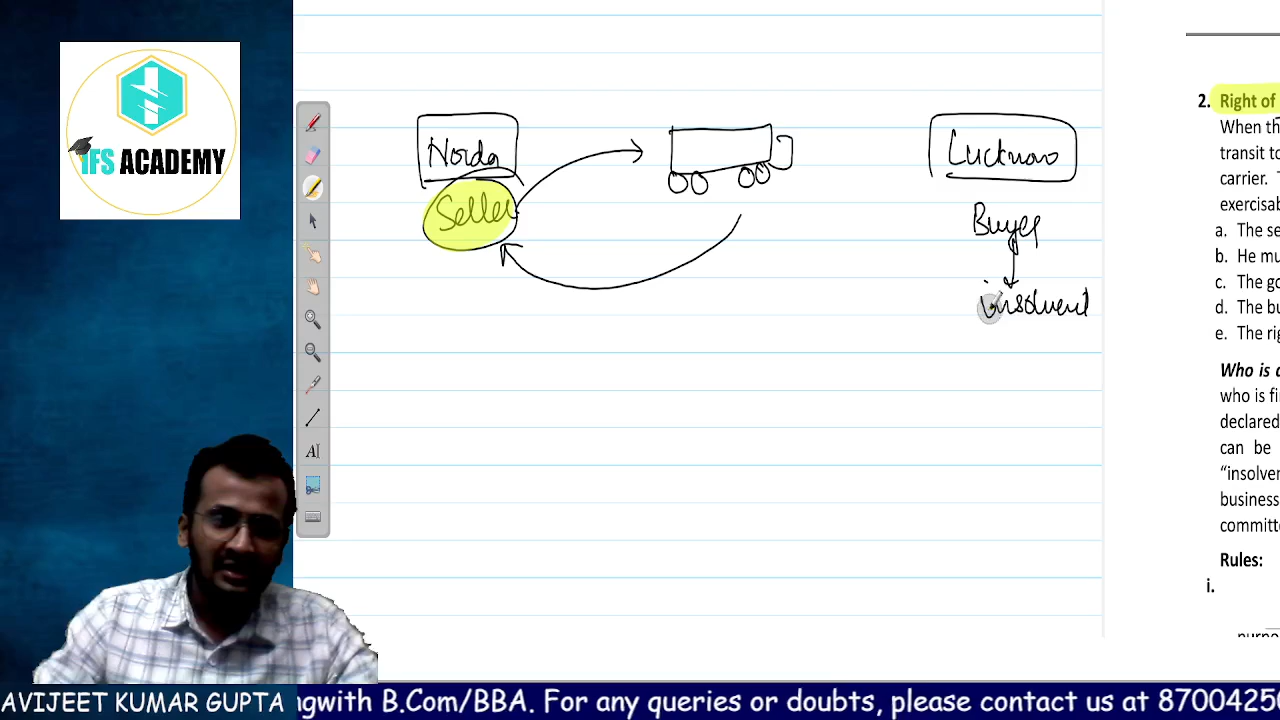 IFS ACADEMY
Noida
Seller
Lucknow
Buyer
insolvent
2. Right of
When th
transit to
carrier. T
exercisab
a. The se
b. He mu
c. The go
d. The bu
e. The rig
Who is a
who is fi
declared
can be
"insolver
business
committe
Rules:
i.
AVIJEET KUMAR GUPTA
ngwith B.Com/BBA. For any queries or doubts, please contact us at 8700425